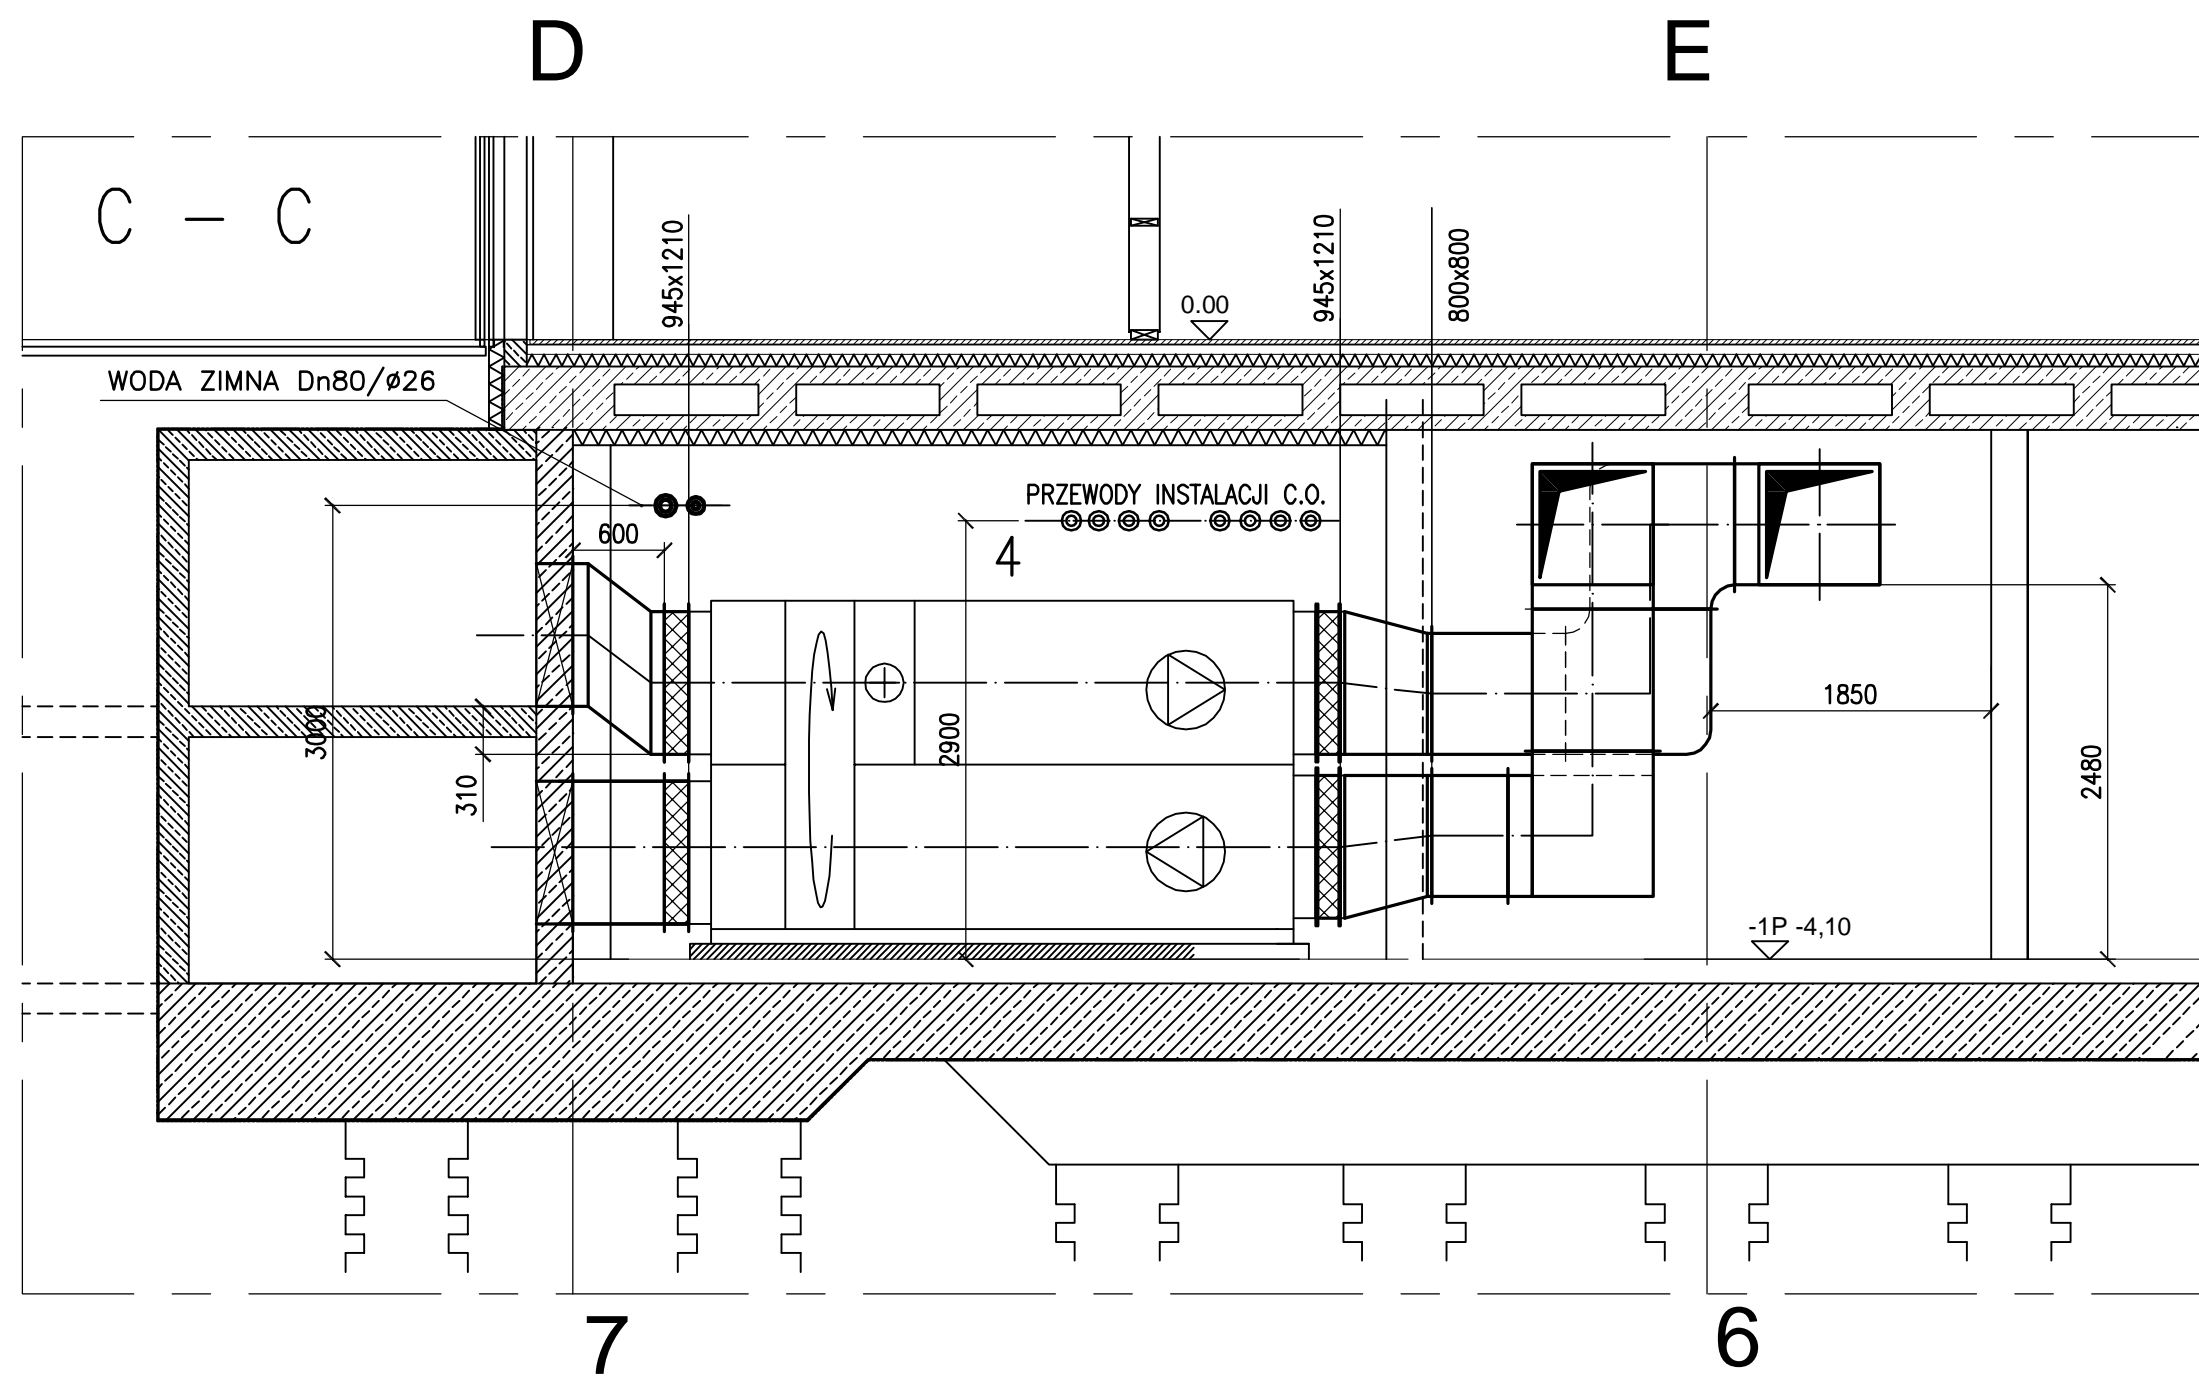 D
E
C - C
945x1210
945x1210
800x800
0.00
WODA ZIMNA Dn80/ø26
PRZEWODY INSTALACJI C.O.
600
4
3000
310
2900
1850
2480
-1P -4,10
7
6